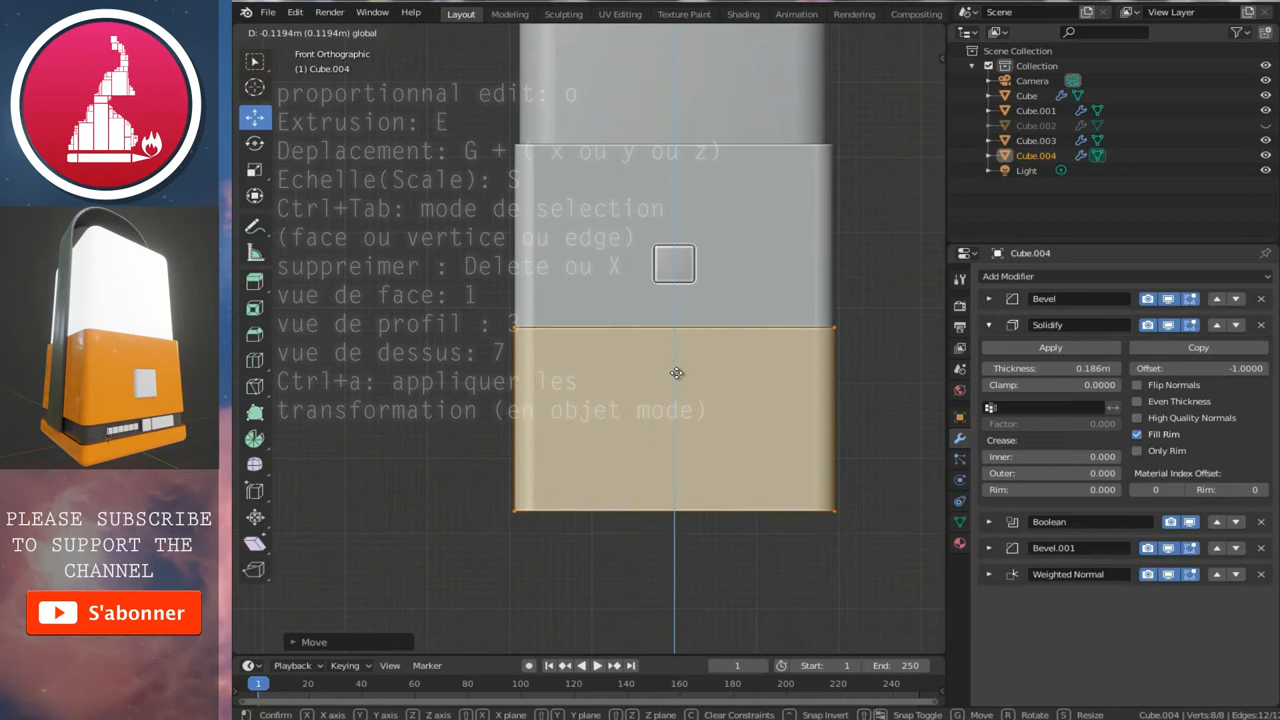 File Edit Render Window Help Layout Modeling Sculpting UV Editing Texture Paint Shading Animation Rendering Compositing Scene View Layer
D: -0.1194m (0.1194m) global
Front Orthographic
(1) Cube.004
proportionnal edit: o
Extrusion: E
Deplacement: G + ( x ou y ou z)
Echelle(Scale): S
Ctrl+Tab: mode de selection
(face ou vertice ou edge)
suppreimer : Delete ou X
vue de face: 1
vue de profil : 3
vue de dessus: 7
Ctrl+a: appliquer les
transformation (en objet mode)
PLEASE SUBSCRIBE
TO SUPPORT THE
CHANNEL
S'abonner
Scene Collection
Collection
Camera
Cube
Cube.001
Cube.002
Cube.003
Cube.004
Light
Cube.004
Add Modifier
Bevel
Solidify
Apply Copy
Thickness: 0.186m Offset: -1.0000
Clamp: 0.0000 Flip Normals
Even Thickness
High Quality Normals
Factor: 0.000
Fill Rim
Crease:
Only Rim
Inner: 0.000
Outer: 0.000 Material Index Offset:
Rim: 0.000 0 Rim: 0
Boolean
Bevel.001
Weighted Normal
Move
Playback Keying View Marker 1 Start: 1 End: 250
1 20 40 60 80 100 120 140 160 180 200 220 240
Confirm X X axis Y Y axis Z Z axis X X plane Y Y plane Z Z plane C Clear Constraints Snap Invert Snap Toggle G Move R Rotate S Resize
(1) Cube.004 | Verts:8/8 | Edges:12/1